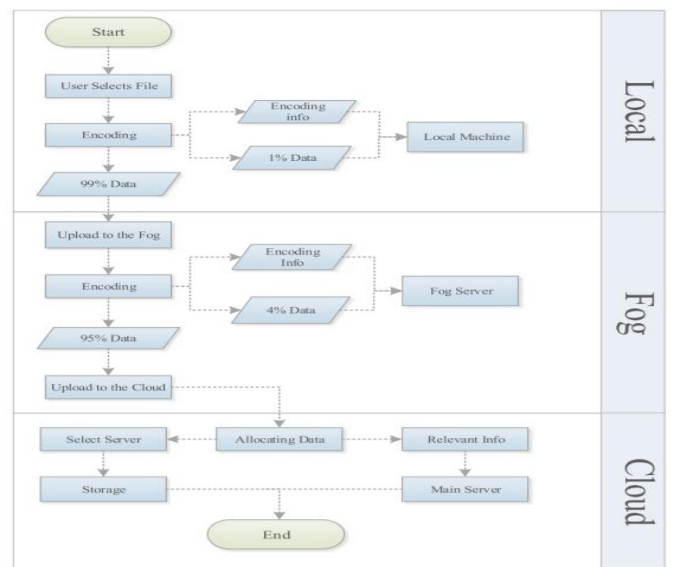 Start
User Selects File
Encoding
Encoding
info
1% Data
Local Machine
99% Data
Local
Upload to the Fog
Encoding
Encoding
Info
4% Data
Fog Server
95% Data
Upload to the Cloud
Fog
Select Server
Allocating Data
Relevant Info
Storage
Main Server
End
Cloud